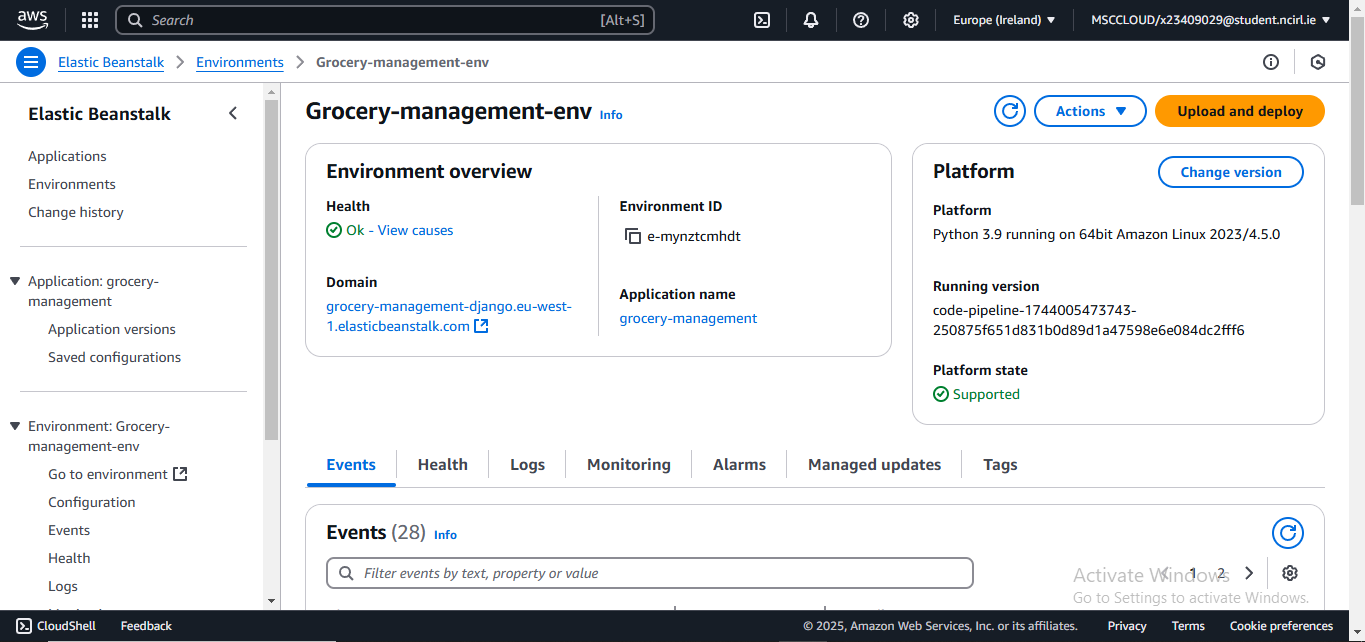 aws
Search
[Alt+S]
Europe (Ireland)
MSCCLOUD/x23409029@student.ncirl.ie
Elastic Beanstalk
Environments
Grocery-management-env
Elastic Beanstalk
Applications
Environments
Change history
Application: grocery-
management
Application versions
Saved configurations
Environment: Grocery-
management-env
Go to environment
Configuration
Events
Health
Logs
Grocery-management-env Info
Actions
Upload and deploy
Environment overview
Health
Ok - View causes
Domain
grocery-management-django.eu-west-
1.elasticbeanstalk.com
Environment ID
e-mynztcmhdt
Application name
grocery-management
Platform
Change version
Platform
Python 3.9 running on 64bit Amazon Linux 2023/4.5.0
Running version
code-pipeline-1744005473743-
250875f651d831b0d89d1a47598e6e084dc2fff6
Platform state
Supported
Events
Health
Logs
Monitoring
Alarms
Managed updates
Tags
Events (28) Info
Filter events by text, property or value
1 2
Activate Windows
Go to Settings to activate Windows.
CloudShell
Feedback
© 2025, Amazon Web Services, Inc. or its affiliates.
Privacy
Terms
Cookie preferences